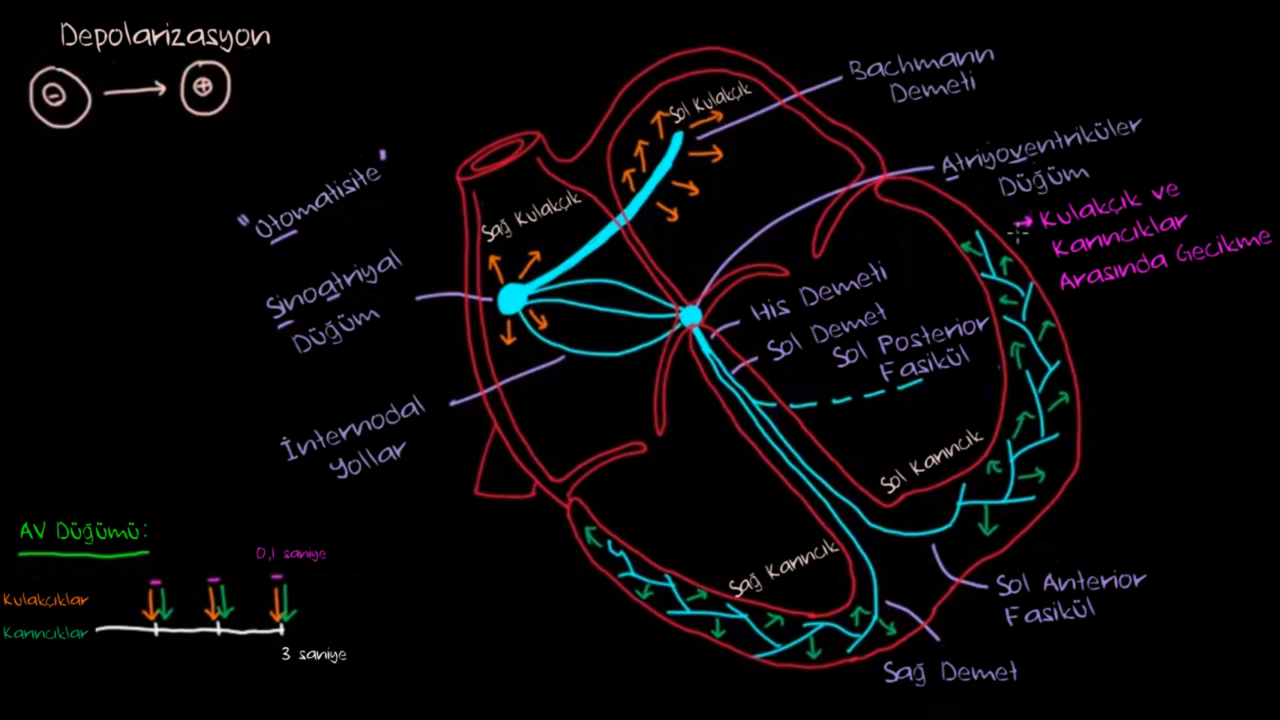 Depolarizasyon
Bachmann
Demeti
Sol Kulakçık
Atriyoventriküler
Düğüm
"Otomatisite"
Sağ Kulakçık
Kulakçık ve
Karıncıklar
Arasında Gecikme
Sinoatriyal
Düğüm
His Demeti
Sol Demet
Sol Posterior
Fasikül
İnternodal
Yollar
Sol Karıncık
AV Düğümü:
0,1 saniye
Kulakçıklar
Karıncıklar
3 saniye
Sağ Karıncık
Sol Anterior
Fasikül
Sağ Demet